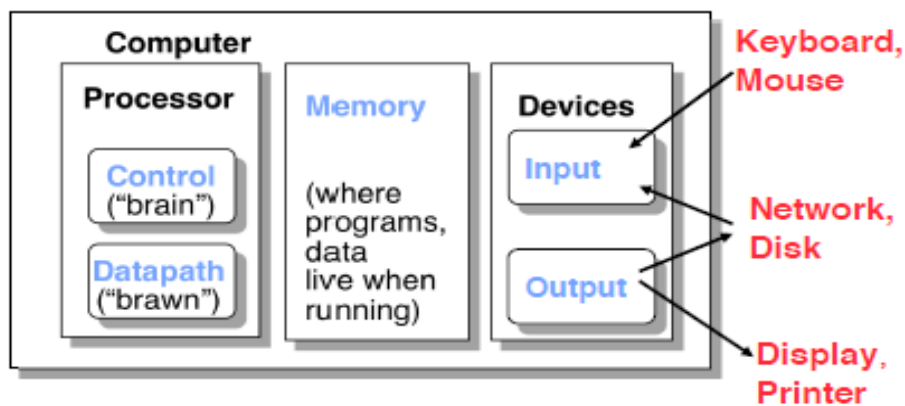 Computer
Processor
Control
("brain")
Datapath
("brawn")
Memory
(where
programs,
data
live when
running)
Devices
Input
Output
Keyboard,
Mouse
Network,
Disk
Display,
Printer